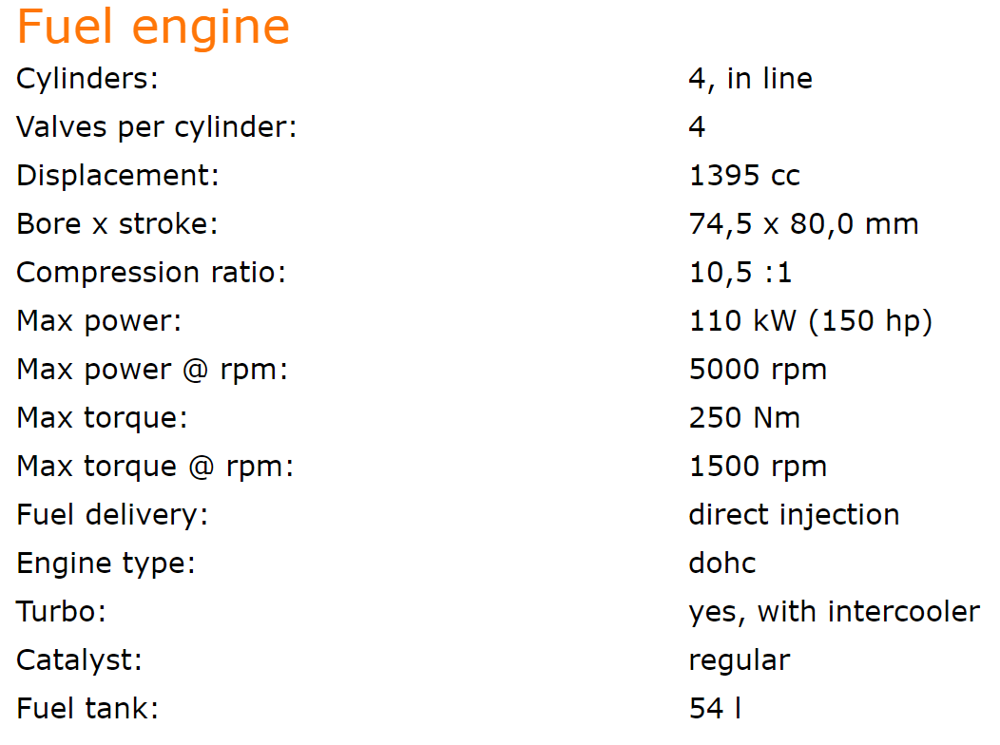 Fuel engine
Cylinders: 4, in line
Valves per cylinder: 4
Displacement: 1395 cc
Bore x stroke: 74,5 x 80,0 mm
Compression ratio: 10,5 :1
Max power: 110 kW (150 hp)
Max power @ rpm: 5000 rpm
Max torque: 250 Nm
Max torque @ rpm: 1500 rpm
Fuel delivery: direct injection
Engine type: dohc
Turbo: yes, with intercooler
Catalyst: regular
Fuel tank: 54 l